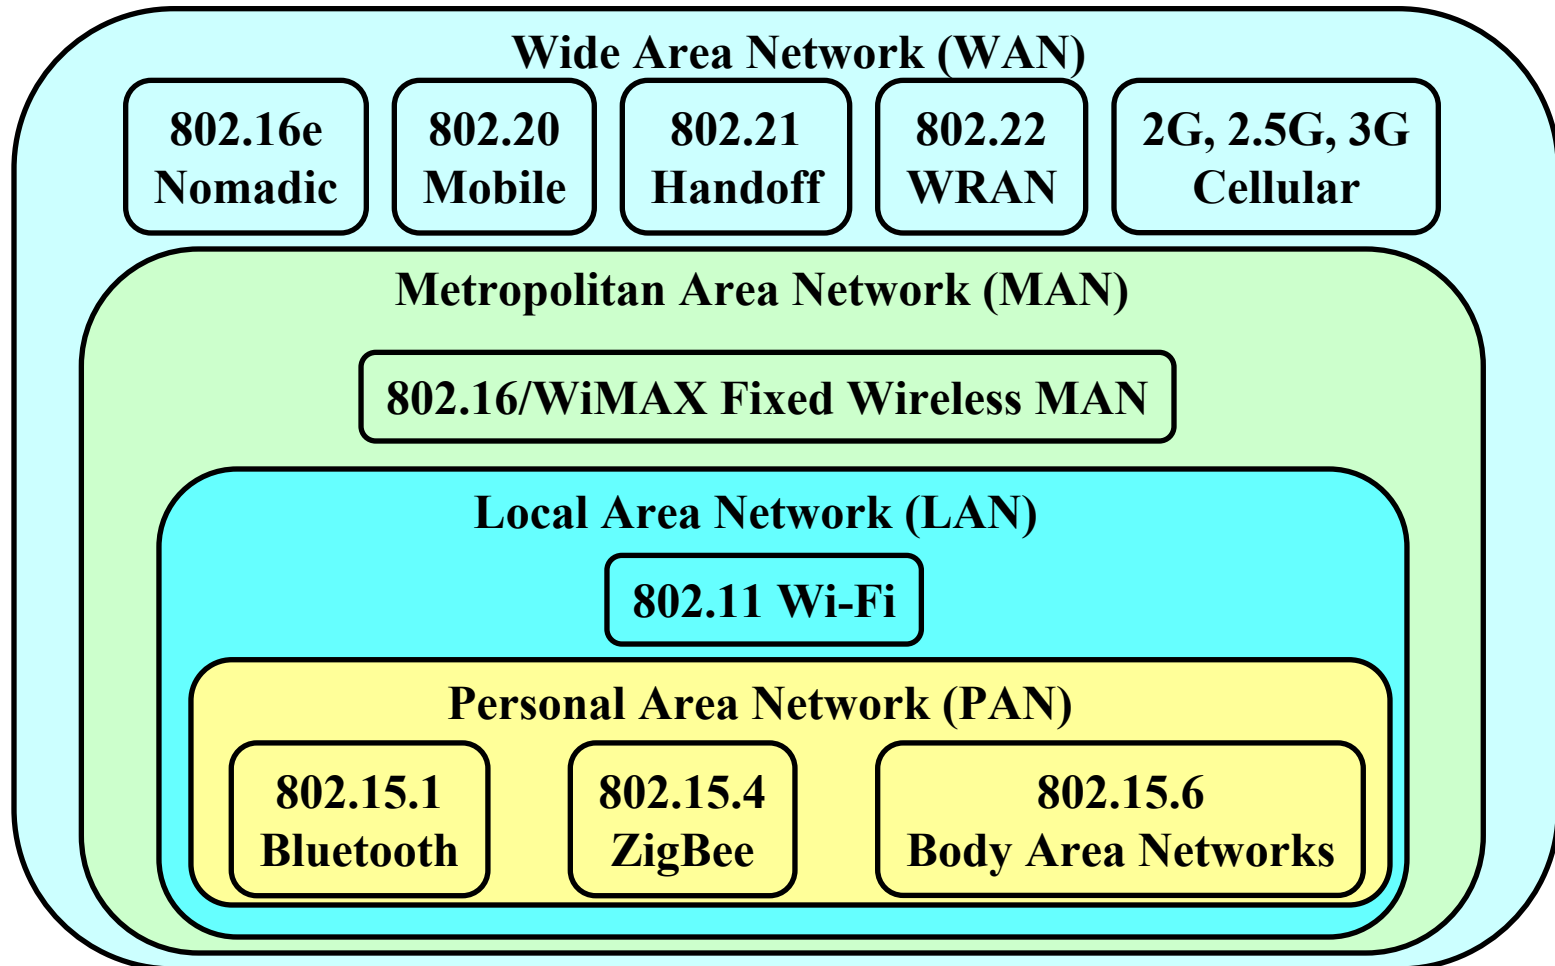 Wide Area Network (WAN)
802.16e
Nomadic
802.20
Mobile
802.21
Handoff
802.22
WRAN
2G, 2.5G, 3G
Cellular
Metropolitan Area Network (MAN)
802.16/WiMAX Fixed Wireless MAN
Local Area Network (LAN)
802.11 Wi-Fi
Personal Area Network (PAN)
802.15.1
Bluetooth
802.15.4
ZigBee
802.15.6
Body Area Networks